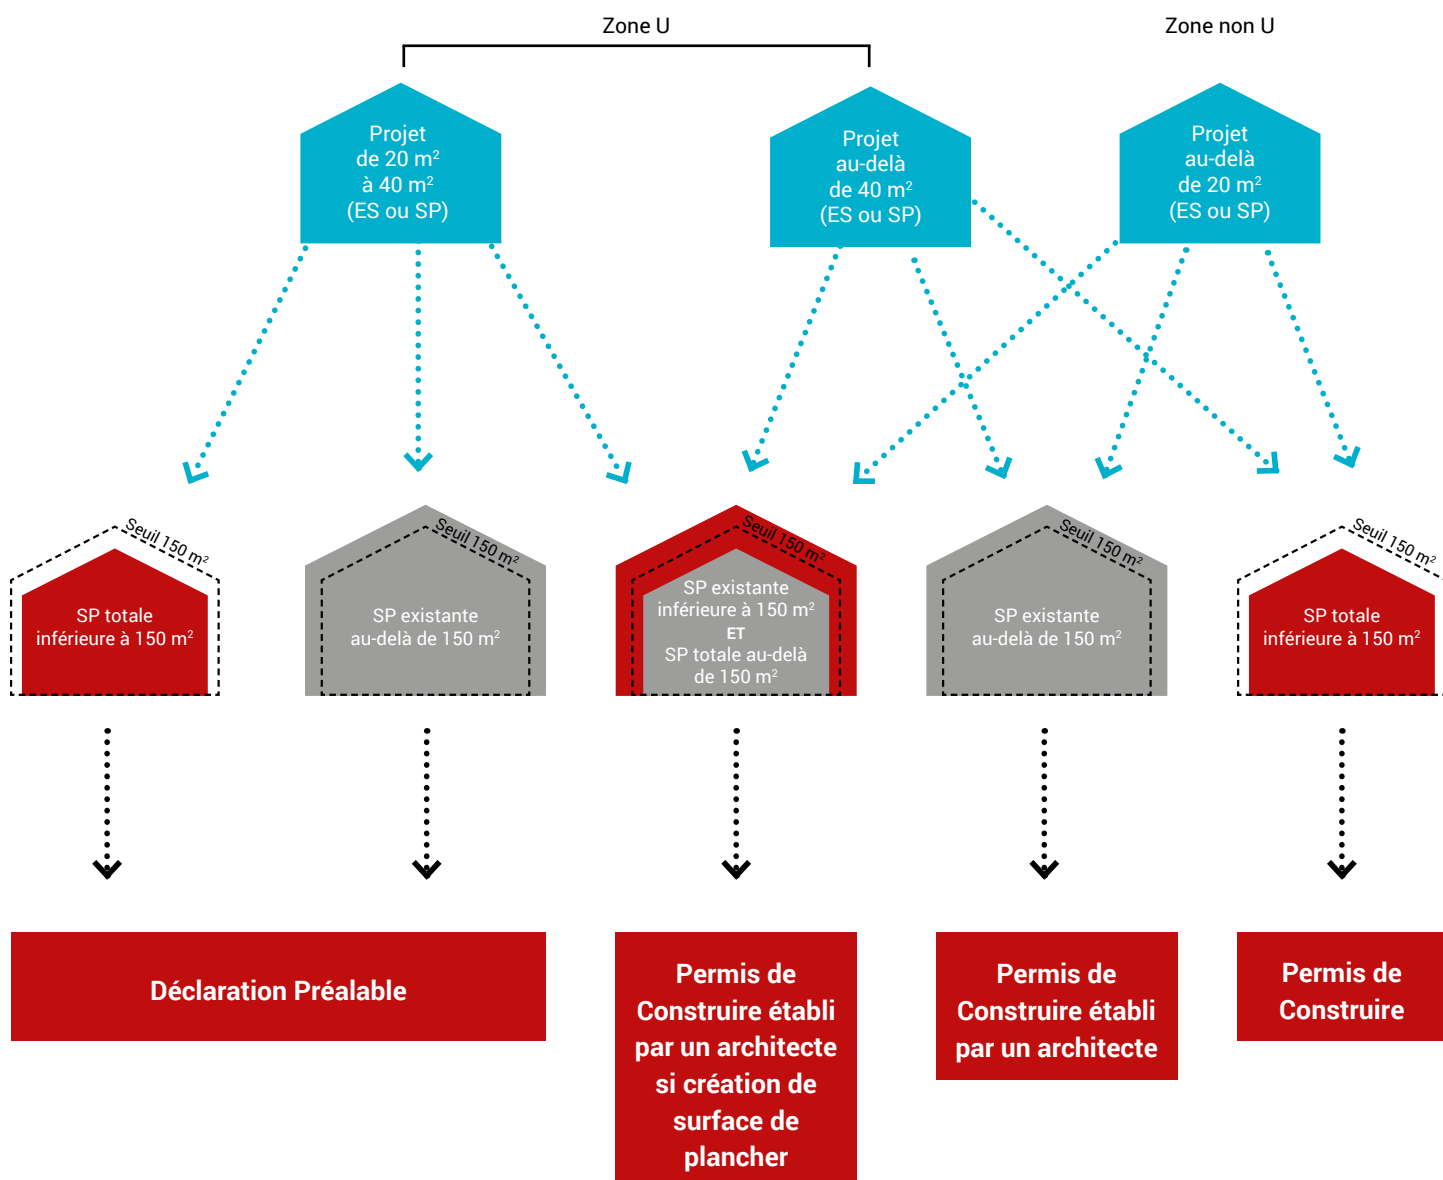 Zone U
Zone non U
Projet
de 20 m²
à 40 m²
(ES ou SP)
Projet
au-delà
de 40 m²
(ES ou SP)
Projet
au-delà
de 20 m²
(ES ou SP)
Seuil 150 m²
SP totale
inférieure à 150 m²
Seuil 150 m²
SP existante
au-delà de 150 m²
Seuil 150 m²
SP existante
inférieure à 150 m²
ET
SP totale au-delà
de 150 m²
Seuil 150 m²
SP existante
au-delà de 150 m²
Seuil 150 m²
SP totale
inférieure à 150 m²
Déclaration Préalable
Permis de
Construire établi
par un architecte
si création de
surface de
plancher
Permis de
Construire établi
par un architecte
Permis de
Construire